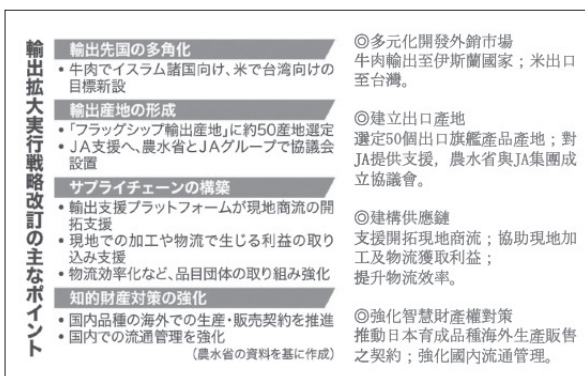 輸出拡大実行戦略改訂の主なポイント
輸出先国の多角化
・牛肉でイスラム諸国向け、米で台湾向けの
目標新設
輸出産地の形成
・「フラッグシップ輸出産地」に約50産地選定
・JA支援へ、農水省とJAグループで協議会
設置
サプライチェーンの構築
・輸出支援プラットフォームが現地商流の開
拓支援
・現地での加工や物流で生じる利益の取り
込み支援
・物流効率化など、品目団体の取り組み強化
知的財産対策の強化
・国内品種の海外での生産・販売契約を推進
・国内での流通管理を強化
(農水省の資料を基に作成)
◎多元化開發外銷市場
牛肉輸出至伊斯蘭國家；米出口
至台灣。
◎建立出口產地
選定50個出口旗艦產品產地；對
JA提供支援，農水省與JA集團成
立協議會。
◎建構供應鏈
支援開拓現地商流；協助現地加
工及物流獲取利益；
提升物流效率。
◎強化智慧財產權對策
推動日本育成品種海外生產販售
之契約；強化國內流通管理。